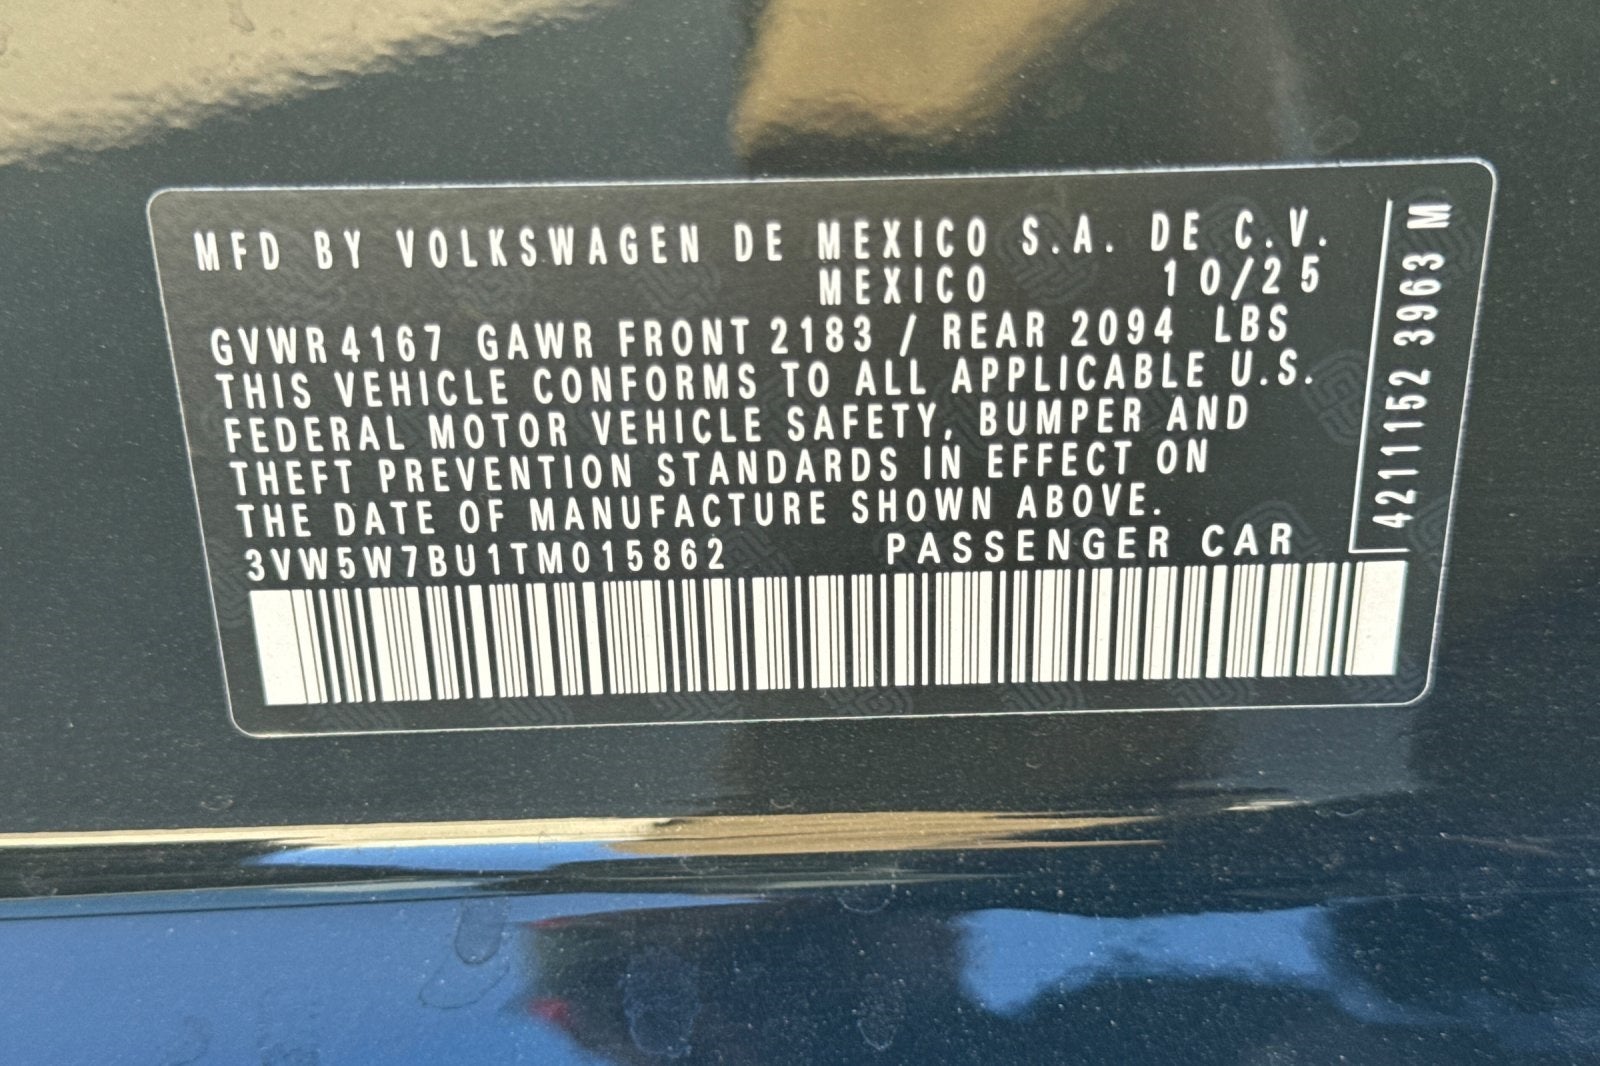 MFD BY VOLKSWAGEN DE MEXICO S.A. DE C.V.
MEXICO 10/25
GVWR 4167 GAWR FRONT 2183 / REAR 2094 LBS
THIS VEHICLE CONFORMS TO ALL APPLICABLE U.S.
FEDERAL MOTOR VEHICLE SAFETY, BUMPER AND
THEFT PREVENTION STANDARDS IN EFFECT ON
THE DATE OF MANUFACTURE SHOWN ABOVE.
3VW5W7BU1TM015862 PASSENGER CAR
4211152 3963 M